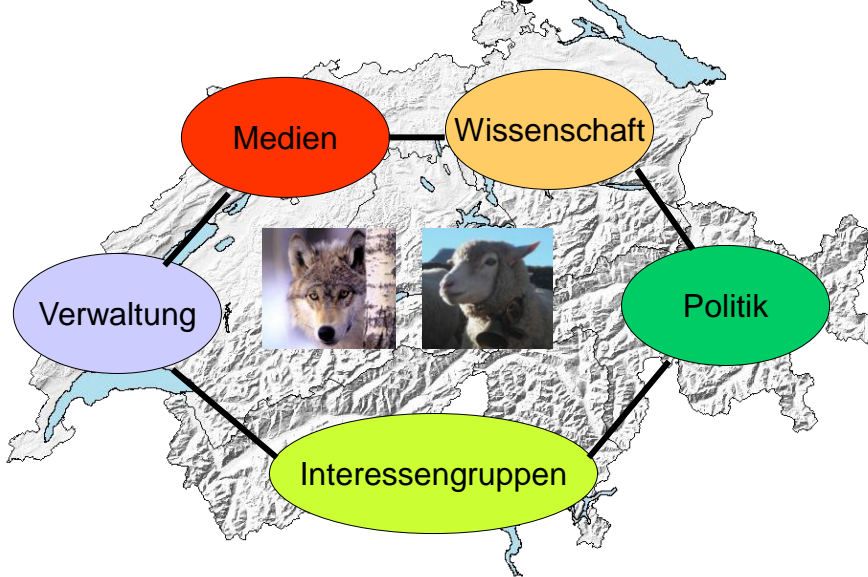 Medien
Wissenschaft
Verwaltung
Politik
Interessengruppen